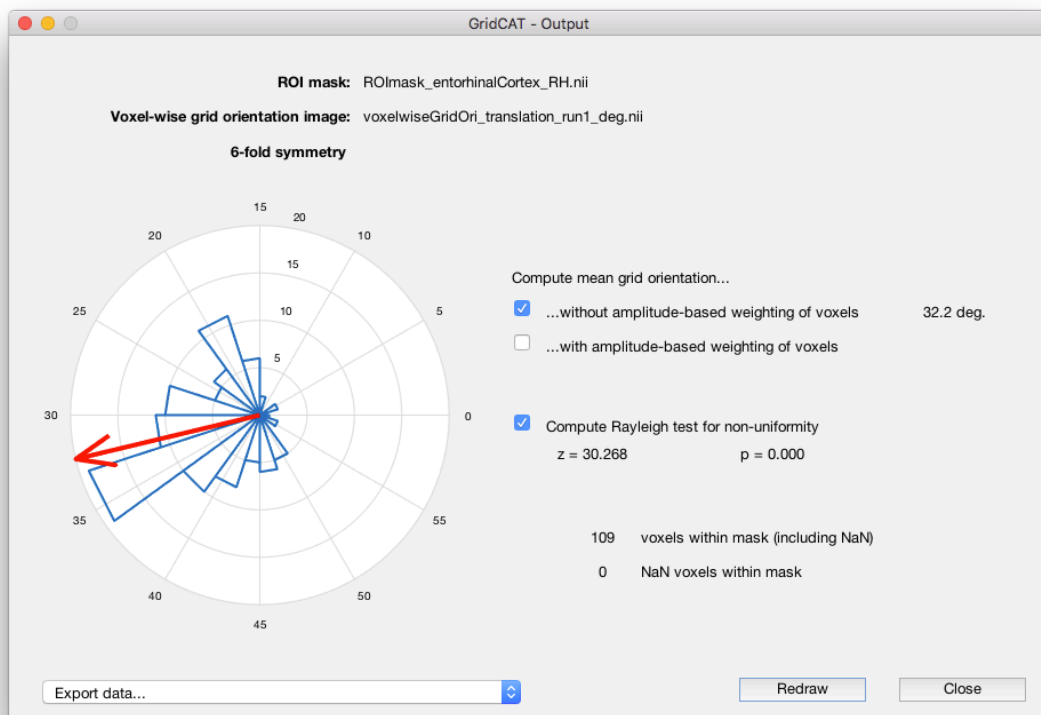 GridCAT - Output
ROI mask: ROImask_entorhinalCortex_RH.nii
Voxel-wise grid orientation image: voxelwiseGridOri_translation_run1_deg.nii
6-fold symmetry
15
20
20
10
15
25
5
10
5
30
0
35
55
40
50
45
Compute mean grid orientation...
...without amplitude-based weighting of voxels 32.2 deg.
...with amplitude-based weighting of voxels
Compute Rayleigh test for non-uniformity
z = 30.268 p = 0.000
109 voxels within mask (including NaN)
0 NaN voxels within mask
Export data...
Redraw
Close